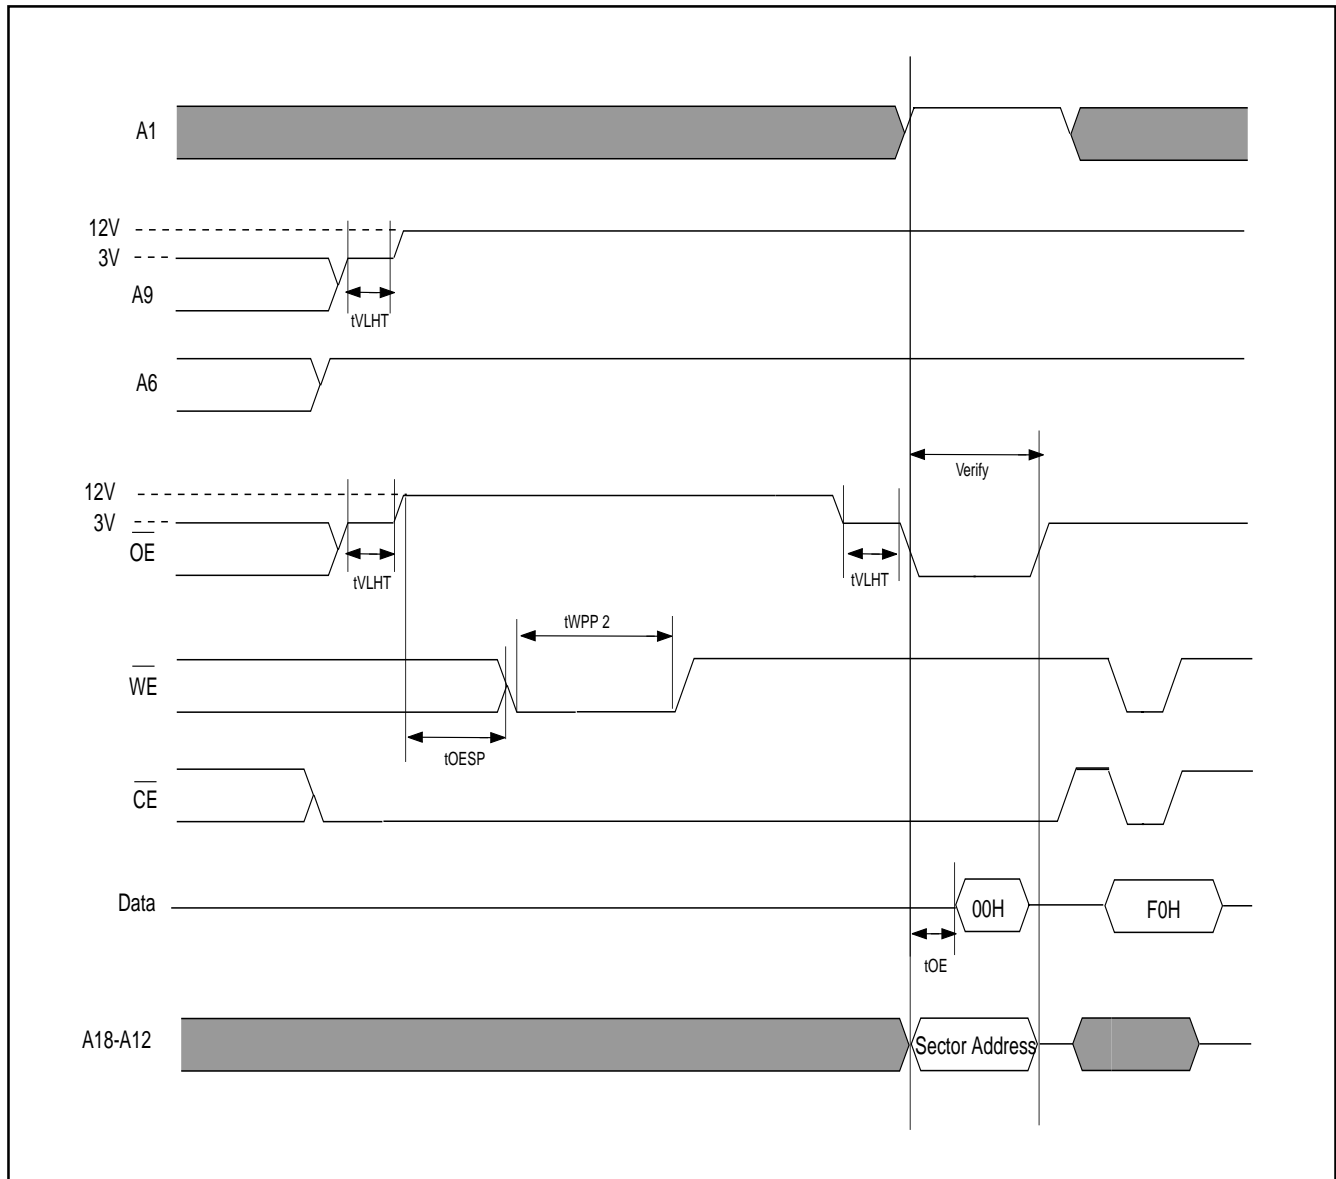 A1
12V
3V
A9
tVLHT
A6
Verify
12V
3V
OE
tVLHT
tVLHT
tWPP 2
WE
tOESP
CE
Data
00H
F0H
tOE
A18-A12
Sector Address